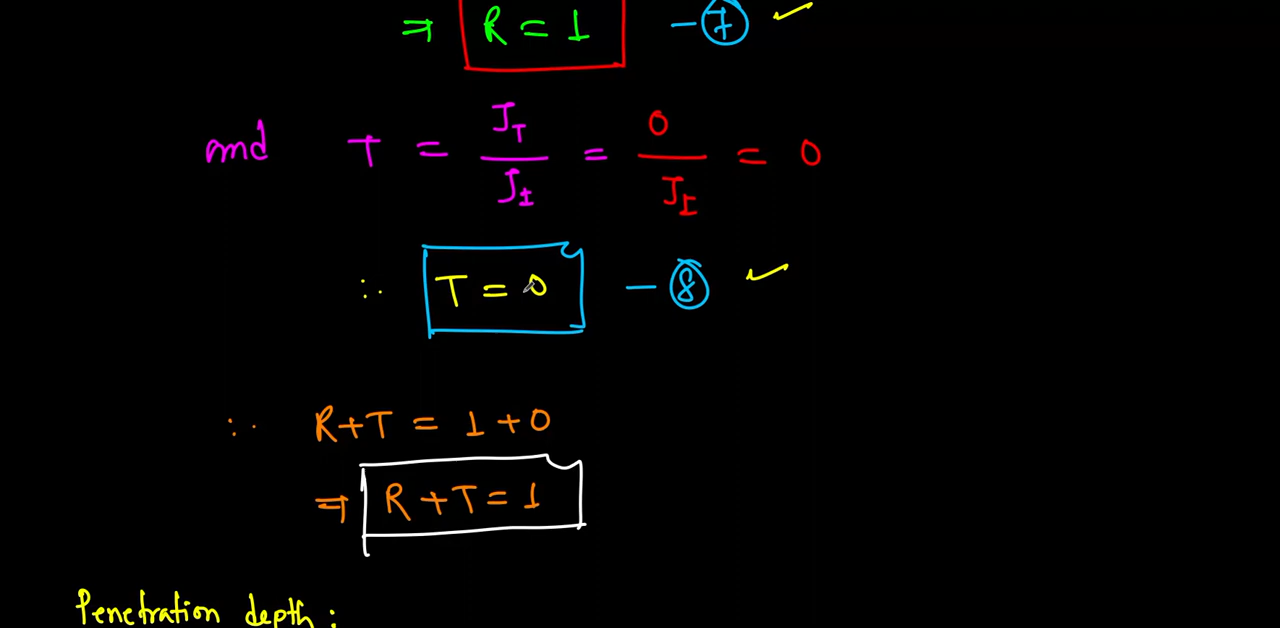 ⇒ R = 1 - 7 ✓
and T = J_T / J_I = 0 / J_I = 0
∴ T = 0 - 8 ✓
∴ R+T = 1+0
⇒ R+T = 1
Penetration depth: